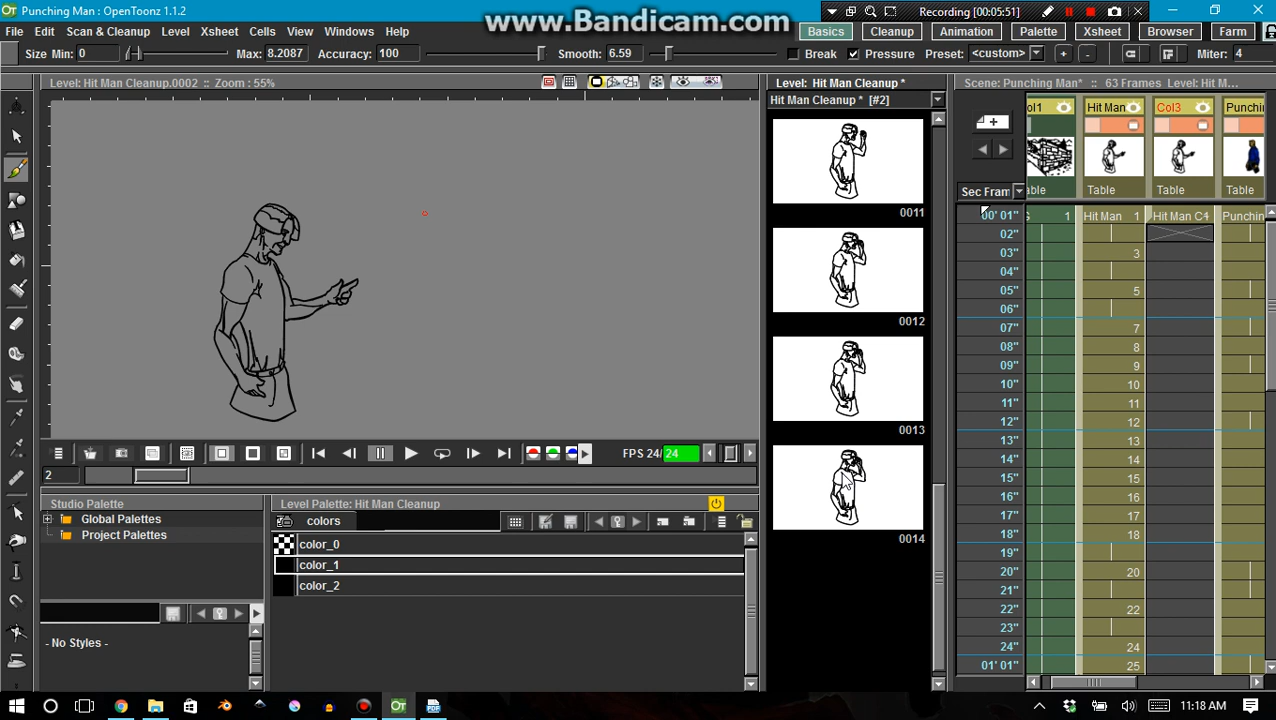 Punching Man : OpenToonz 1.1.2
www.Bandicam.com
Recording [00:05:51]
File Edit Scan & Cleanup Level Xsheet Cells View Windows Help
Basics Cleanup Animation Palette Xsheet Browser Farm
Size Min: 0 Max: 8.2087 Accuracy: 100 Smooth: 6.59 Break Pressure Preset: <custom> + - Miter: 4
Level: Hit Man Cleanup.0002 :: Zoom : 55%
Level: Hit Man Cleanup *
Scene: Punching Man* :: 63 Frames Level: Hit M...
Hit Man Cleanup * [#2]
ol1 Hit Man Col3 Punchin
able Table Table Table
Sec Fram
0011
0012
0013
0014
00' 01" 1 Hit Man 1 Hit Man C4 Punchin
02"
03" 3
04"
05" 5
06"
07" 7
08" 8
09" 9
10" 10
11" 11
12" 12
13" 13
14" 14
15" 15
16" 16
17" 17
18" 18
19"
20" 20
21"
22" 22
23"
24" 24
01' 01" 25
FPS 24/ 24
2
Studio Palette
Global Palettes
Project Palettes
- No Styles -
Level Palette: Hit Man Cleanup
colors
color_0
color_1
color_2
11:18 AM